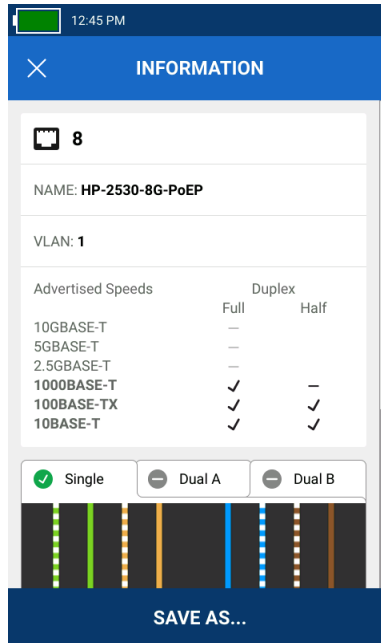 12:45 PM
INFORMATION
8
NAME: HP-2530-8G-PoEP
VLAN: 1
Advertised Speeds Duplex
Full Half
10GBASE-T —
5GBASE-T —
2.5GBASE-T —
1000BASE-T ✓ –
100BASE-TX ✓ ✓
10BASE-T ✓ ✓
Single Dual A Dual B
SAVE AS...